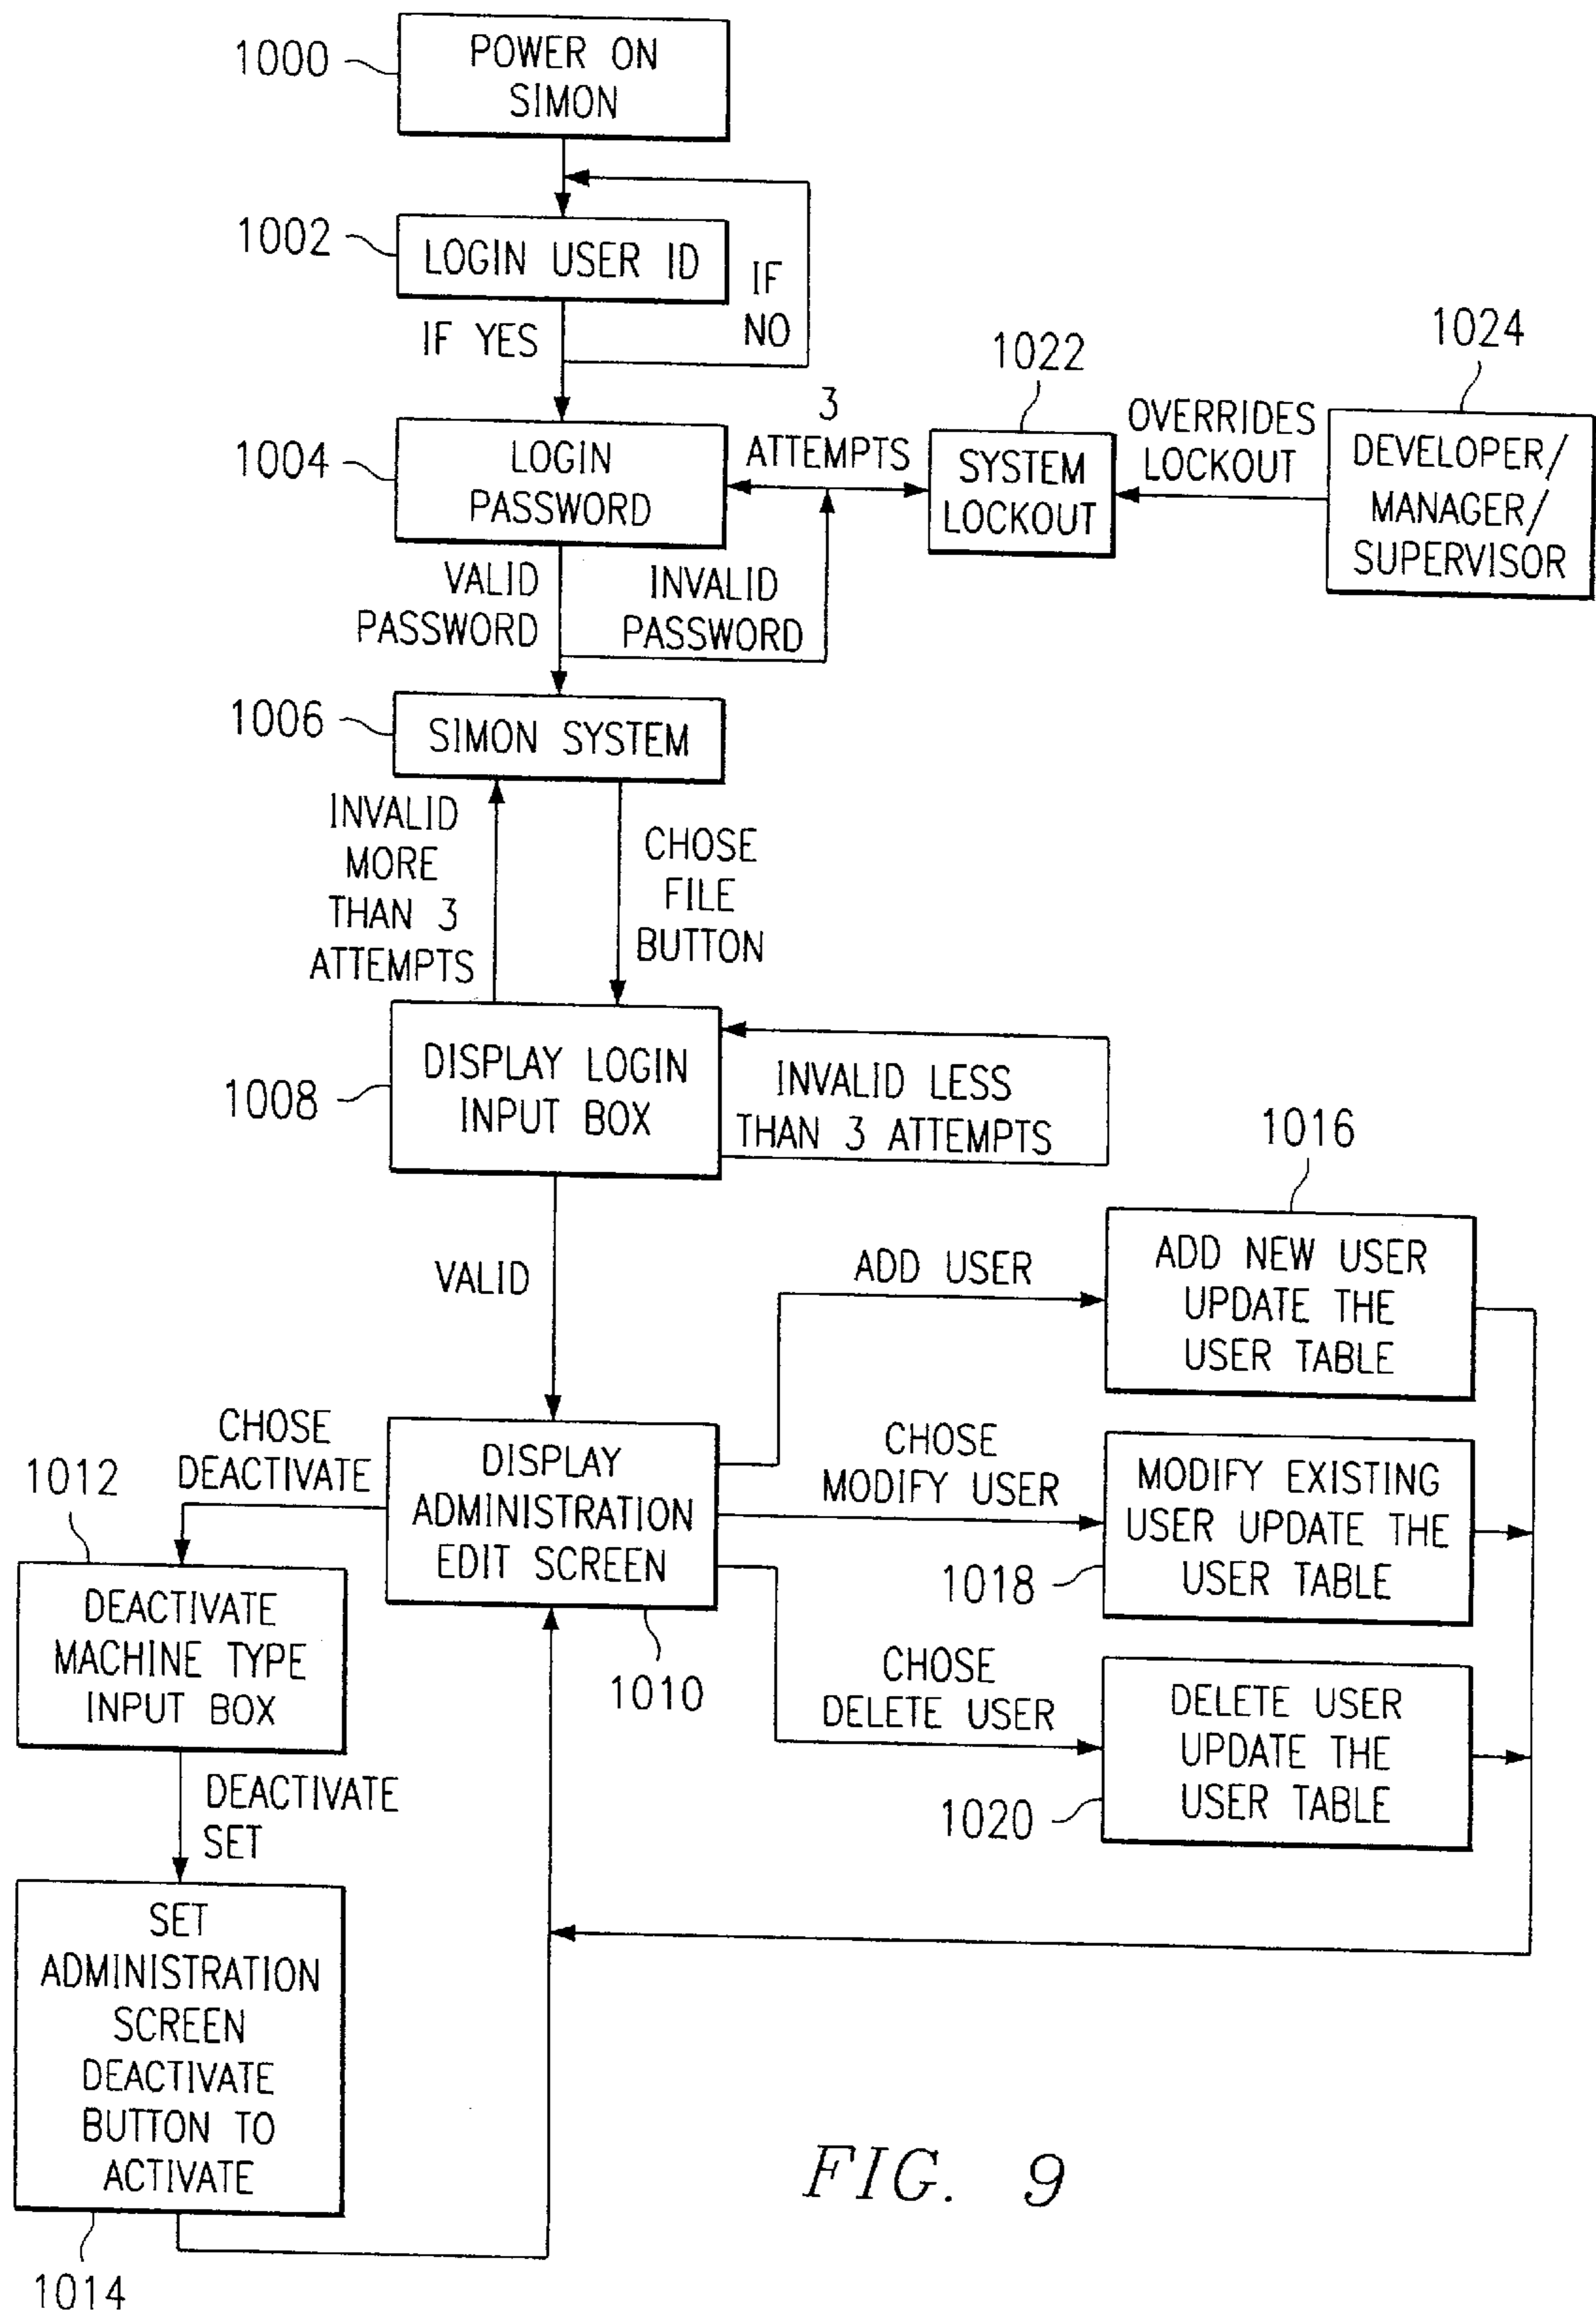 1000
POWER ON
SIMON
1002
LOGIN USER ID
IF
NO
IF YES
1004
LOGIN
PASSWORD
3
ATTEMPTS
1022
SYSTEM
LOCKOUT
OVERRIDES
LOCKOUT
1024
DEVELOPER/
MANAGER/
SUPERVISOR
VALID
PASSWORD
INVALID
PASSWORD
1006
SIMON SYSTEM
INVALID
MORE
THAN 3
ATTEMPTS
CHOSE
FILE
BUTTON
1008
DISPLAY LOGIN
INPUT BOX
INVALID LESS
THAN 3 ATTEMPTS
VALID
ADD USER
1016
ADD NEW USER
UPDATE THE
USER TABLE
CHOSE
DEACTIVATE
DISPLAY
ADMINISTRATION
EDIT SCREEN
1010
CHOSE
MODIFY USER
MODIFY EXISTING
USER UPDATE THE
USER TABLE
1018
1012
DEACTIVATE
MACHINE TYPE
INPUT BOX
CHOSE
DELETE USER
DELETE USER
UPDATE THE
USER TABLE
1020
DEACTIVATE
SET
SET
ADMINISTRATION
SCREEN
DEACTIVATE
BUTTON TO
ACTIVATE
1014
FIG. 9